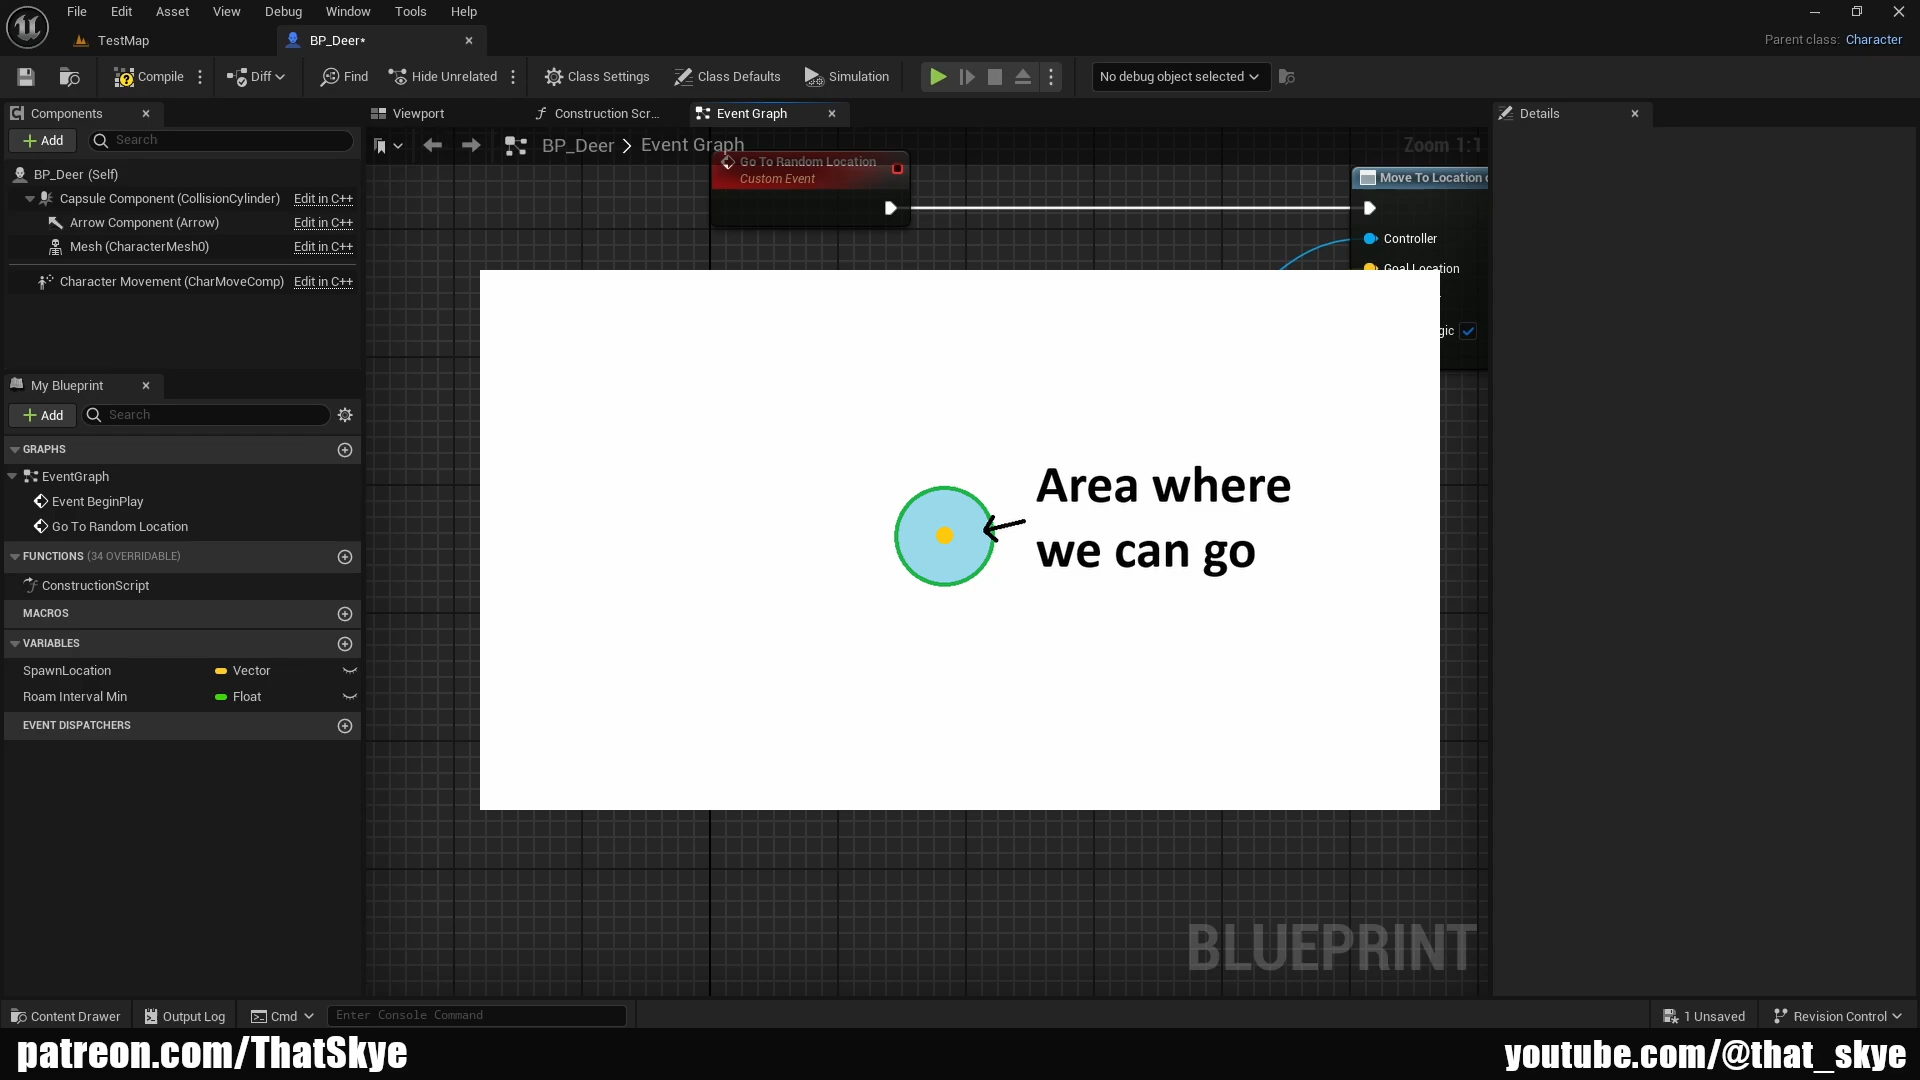 File Edit Asset View Debug Window Tools Help
TestMap
BP_Deer*
Parent class: Character
Compile
Diff
Find
Hide Unrelated
Class Settings
Class Defaults
Simulation
No debug object selected
Components
Viewport
Construction Scr...
Event Graph
Details
Add
Search
BP_Deer > Event Graph
Zoom 1:1
BP_Deer (Self)
Capsule Component (CollisionCylinder) Edit in C++
Arrow Component (Arrow) Edit in C++
Mesh (CharacterMesh0) Edit in C++
Character Movement (CharMoveComp) Edit in C++
Go To Random Location
Custom Event
Move To Location
Controller
Goal Location
gic
Area where
we can go
My Blueprint
Add
Search
GRAPHS
EventGraph
Event BeginPlay
Go To Random Location
FUNCTIONS (34 OVERRIDABLE)
ConstructionScript
MACROS
VARIABLES
SpawnLocation Vector
Roam Interval Min Float
EVENT DISPATCHERS
BLUEPRINT
Content Drawer
Output Log
Cmd
Enter Console Command
1 Unsaved
Revision Control
patreon.com/ThatSkye
youtube.com/@that_skye